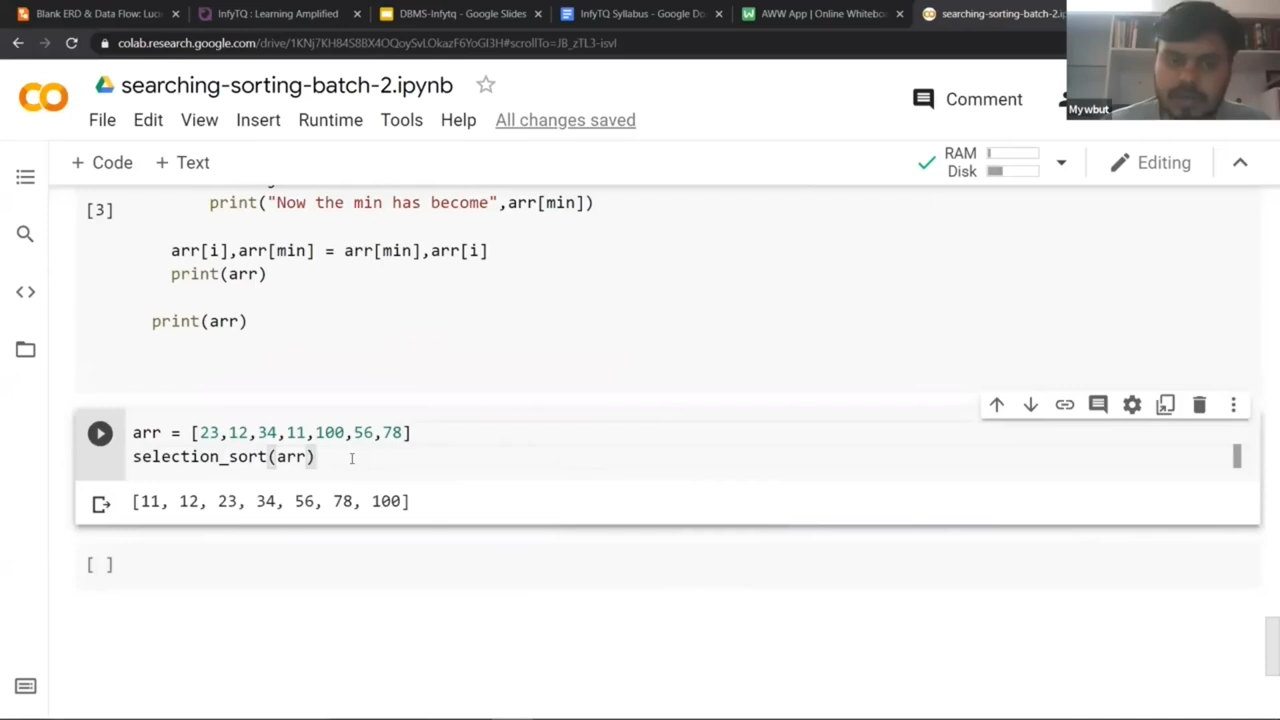 Blank ERD & Data Flow: Luc
InfyTQ : Learning Amplified
DBMS-Infytq - Google Slides
InfyTQ Syllabus - Google Do
AWW App | Online Whitebo
searching-sorting-batch-2.ip
colab.research.google.com/drive/1KNj7KH84S8BX4OQoySvLOkazF6YoGI3H#scrollTo=JB_zTL3-isvl
Mywbut
CO searching-sorting-batch-2.ipynb
Comment
File Edit View Insert Runtime Tools Help All changes saved
+ Code + Text
RAM
Disk
Editing
[3]
print("Now the min has become",arr[min])
arr[i],arr[min] = arr[min],arr[i]
print(arr)
print(arr)
arr = [23,12,34,11,100,56,78]
selection_sort(arr)
[11, 12, 23, 34, 56, 78, 100]
[ ]